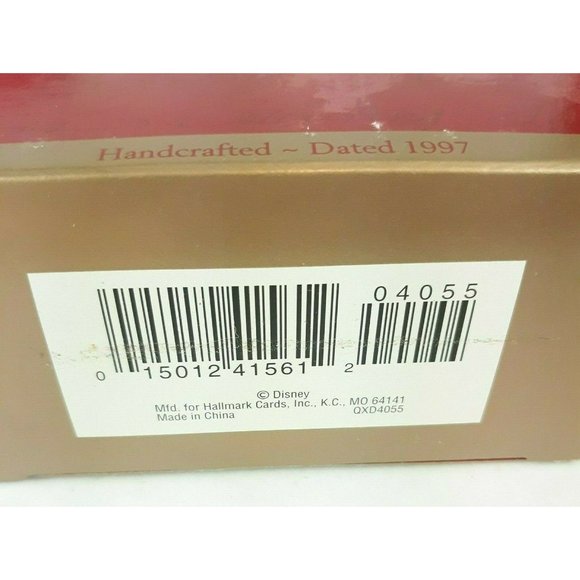 Handcrafted ~ Dated 1997
04055
0 15012 41561 2
© Disney
Mfd. for Hallmark Cards, Inc., K.C., MO 64141
Made in China QXD4055